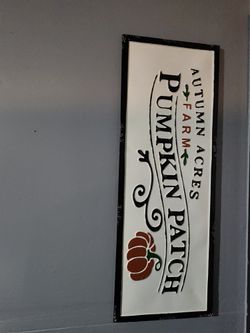 AUTUMN ACRES
FARM
PUMPKIN PATCH